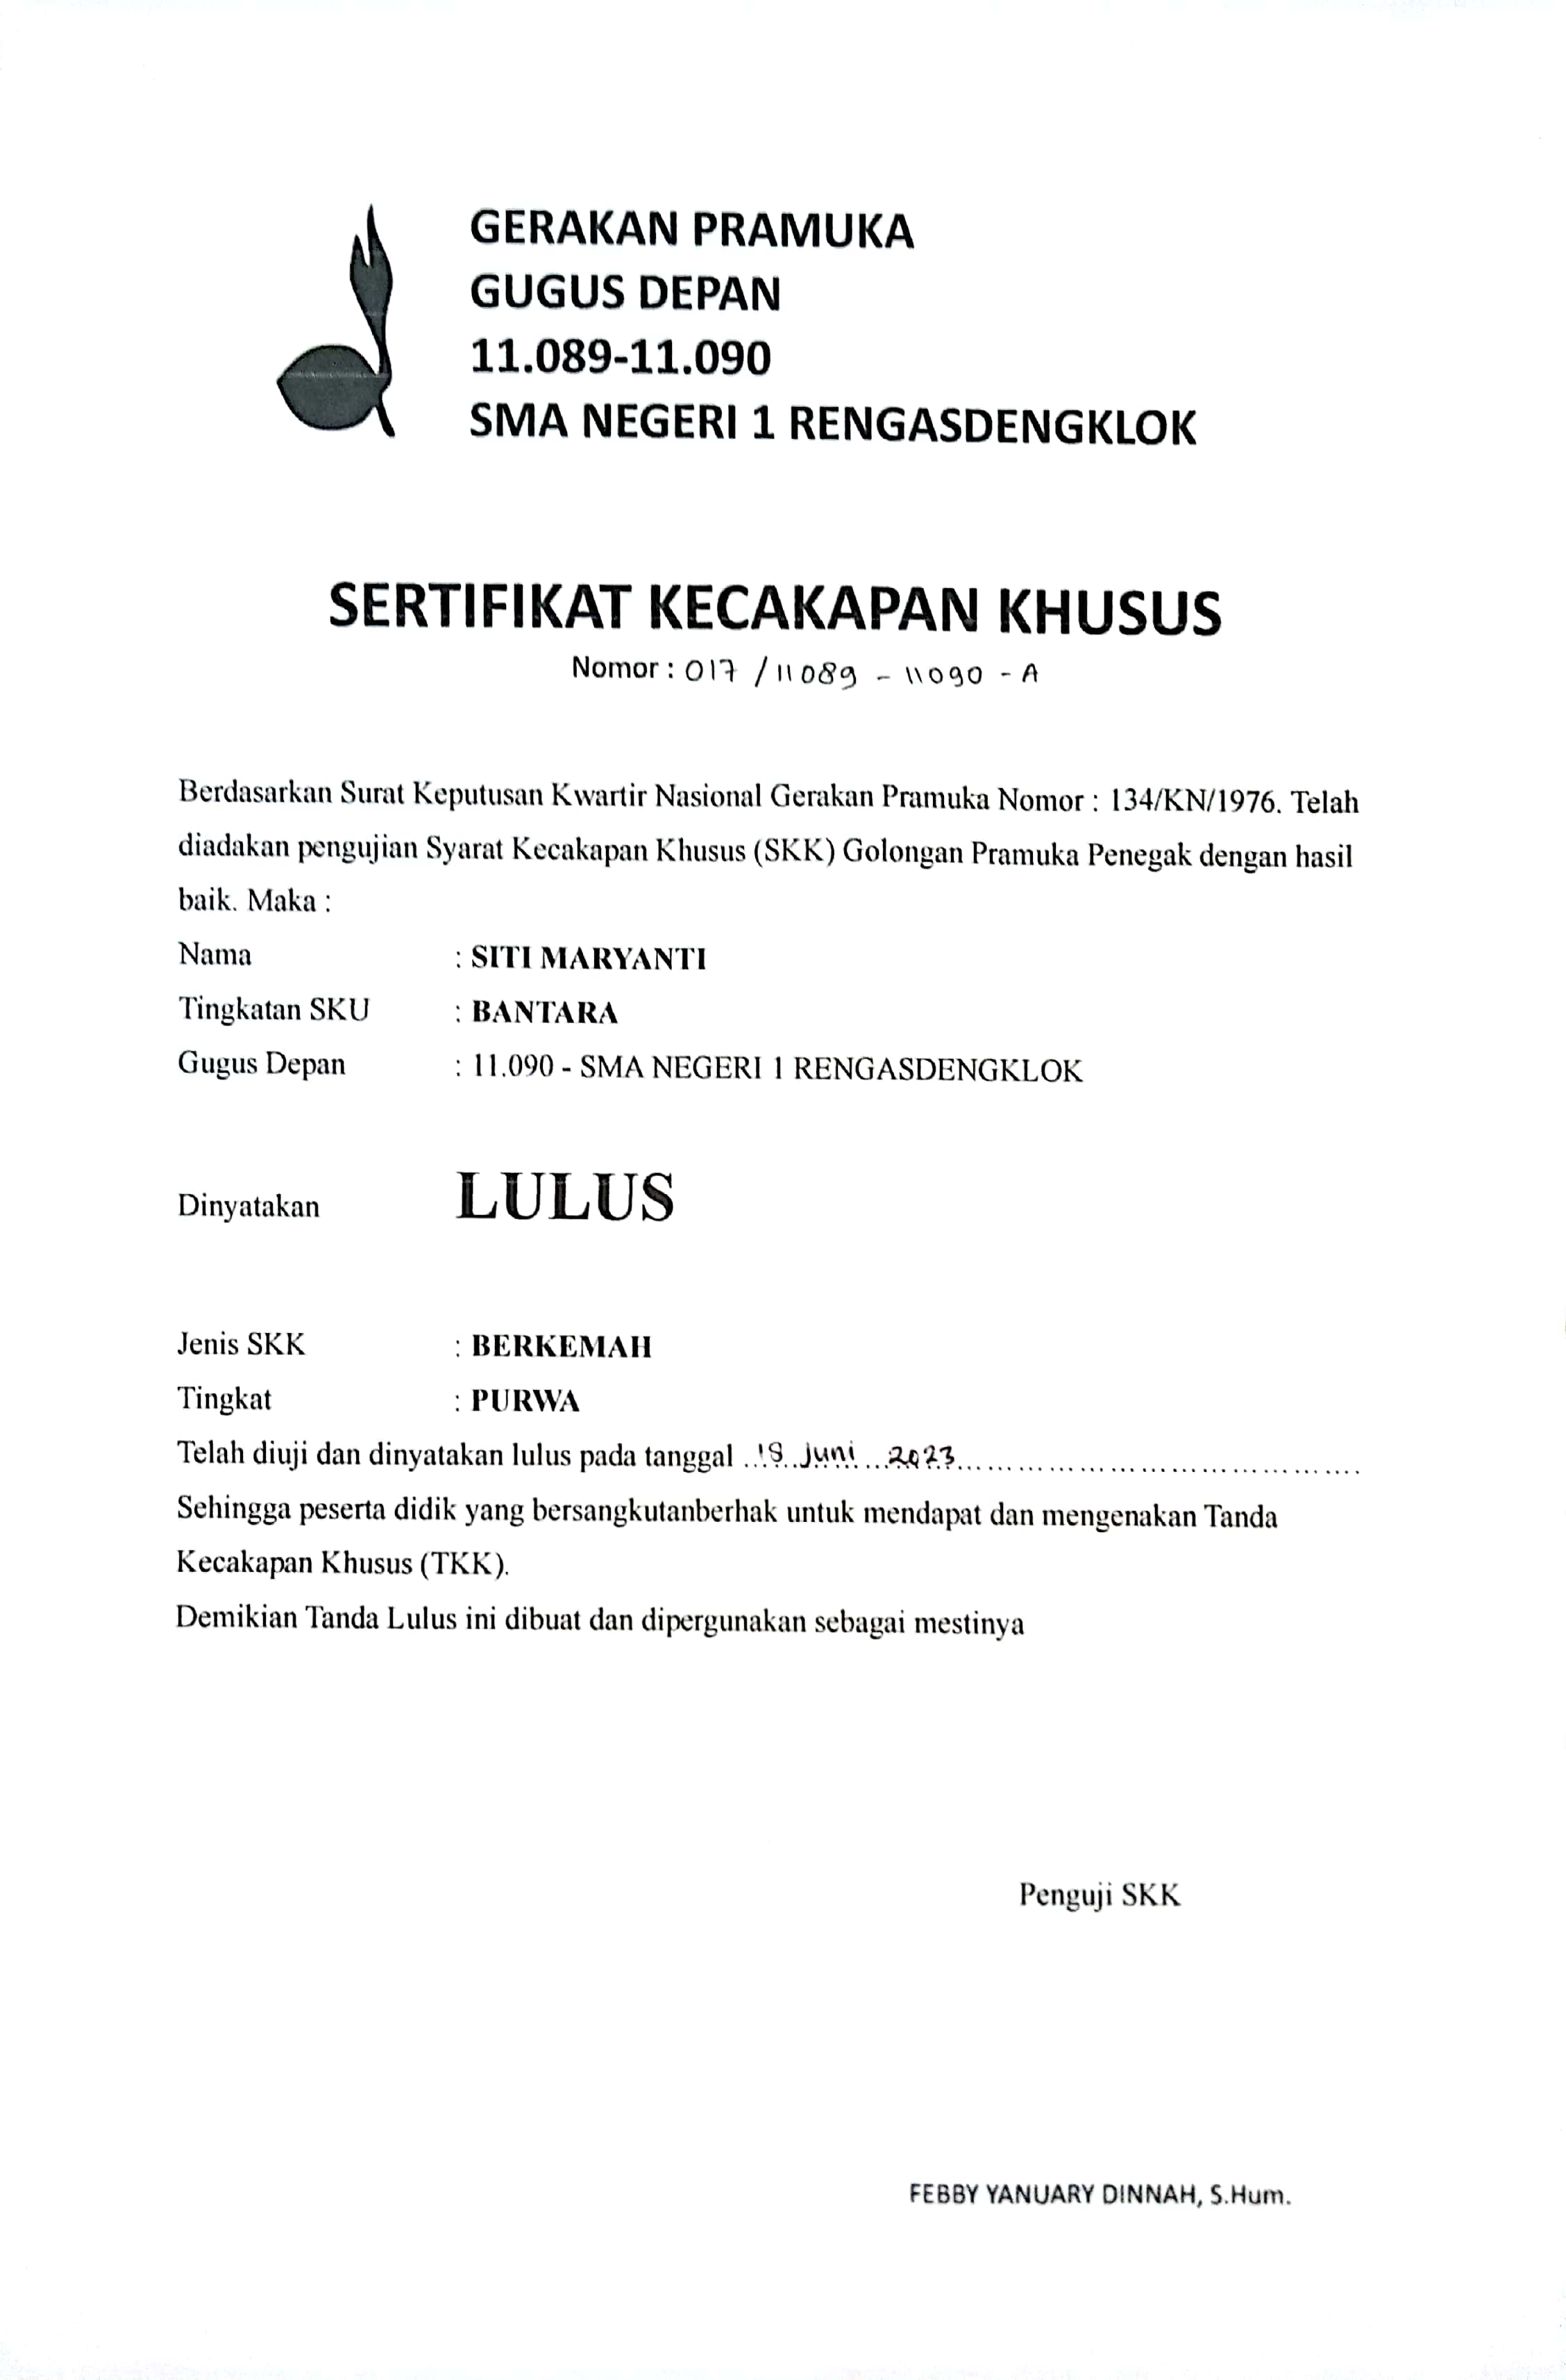 GERAKAN PRAMUKA
GUGUS DEPAN
11.089-11.090
SMA NEGERI 1 RENGASDENGKLOK
SERTIFIKAT KECAKAPAN KHUSUS
Nomor : 017 / 11089 - 11090 - A
Berdasarkan Surat Keputusan Kwartir Nasional Gerakan Pramuka Nomor : 134/KN/1976. Telah
diadakan pengujian Syarat Kecakapan Khusus (SKK) Golongan Pramuka Penegak dengan hasil
baik. Maka :
Nama : SITI MARYANTI
Tingkatan SKU : BANTARA
Gugus Depan : 11.090 - SMA NEGERI 1 RENGASDENGKLOK
Dinyatakan LULUS
Jenis SKK : BERKEMAH
Tingkat : PURWA
Telah diuji dan dinyatakan lulus pada tanggal Juni 2023
Sehingga peserta didik yang bersangkutanberhak untuk mendapat dan mengenakan Tanda
Kecakapan Khusus (TKK).
Demikian Tanda Lulus ini dibuat dan dipergunakan sebagai mestinya
Penguji SKK
FEBBY YANUARY DINNAH, S.Hum.